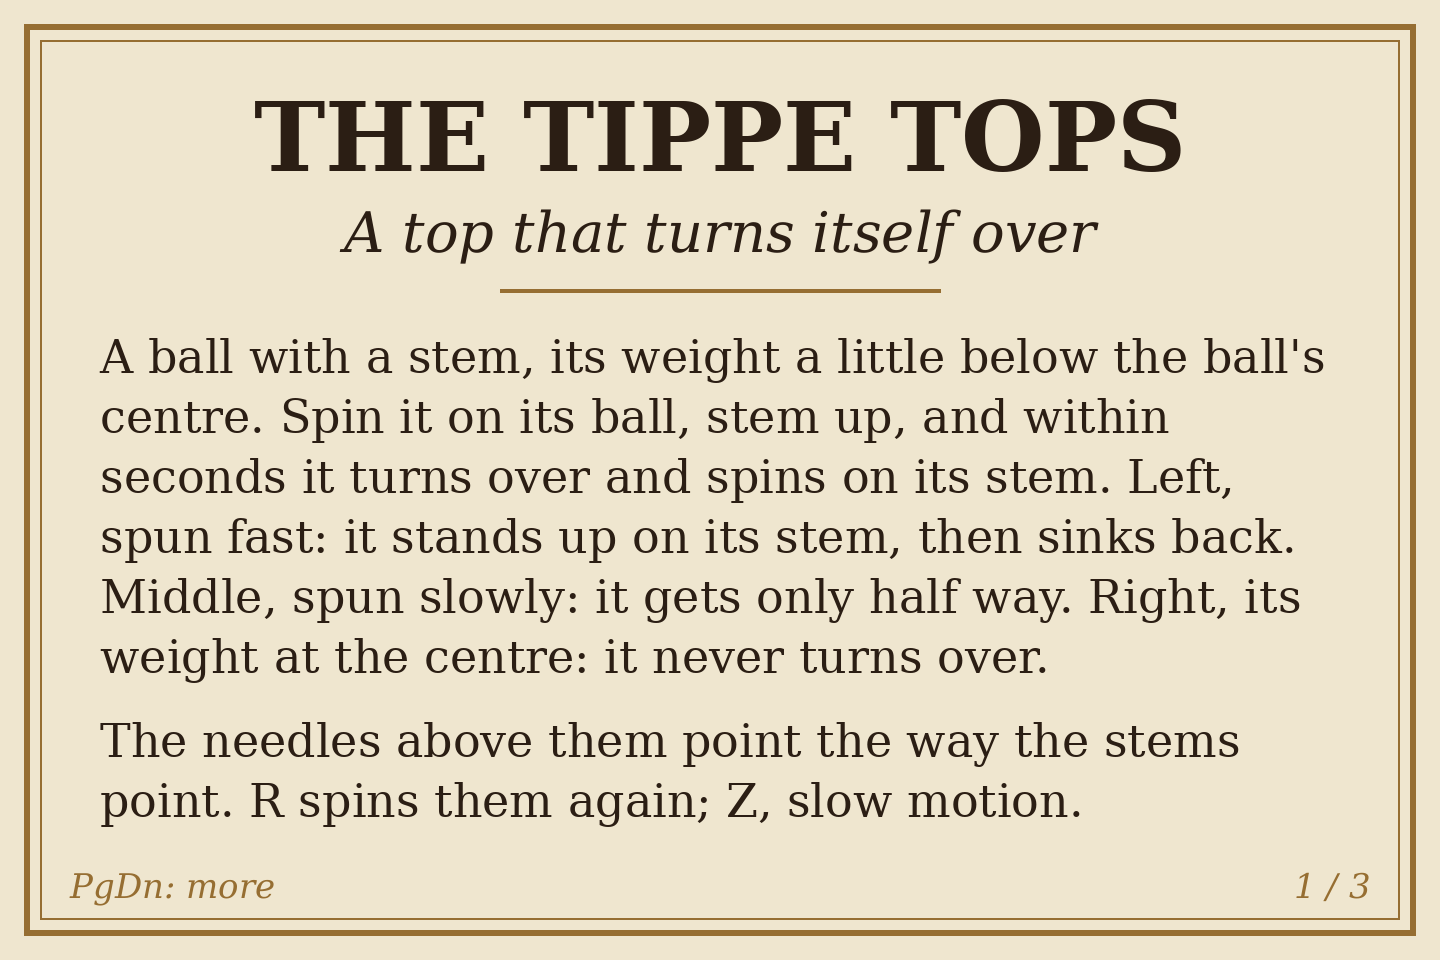 THE TIPPE TOPS
A top that turns itself over
A ball with a stem, its weight a little below the ball's
centre. Spin it on its ball, stem up, and within
seconds it turns over and spins on its stem. Left,
spun fast: it stands up on its stem, then sinks back.
Middle, spun slowly: it gets only half way. Right, its
weight at the centre: it never turns over.
The needles above them point the way the stems
point. R spins them again; Z, slow motion.
PgDn: more
1 / 3